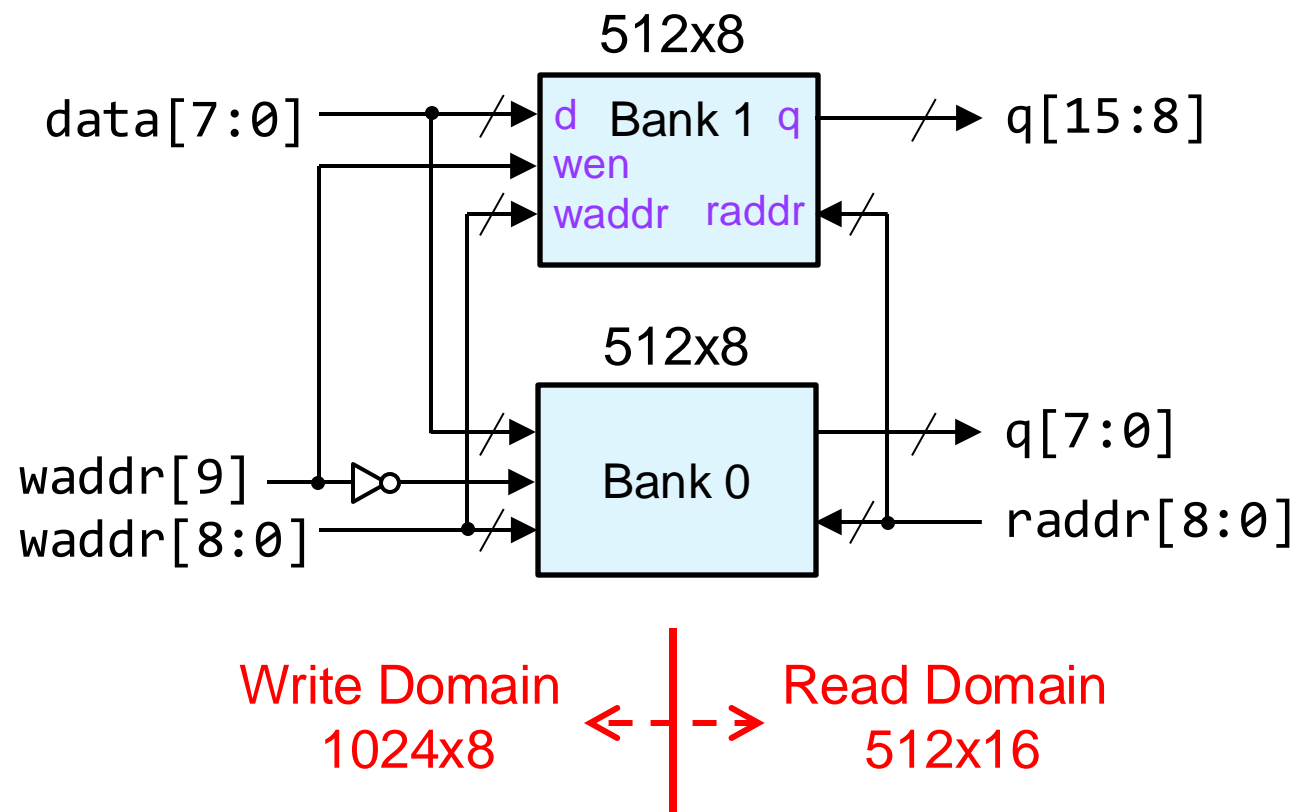 512x8
data[7:0]
d Bank 1 q
q[15:8]
wen
waddr raddr
512x8
q[7:0]
waddr[9]
Bank 0
waddr[8:0]
raddr[8:0]
Write Domain
1024x8
Read Domain
512x16